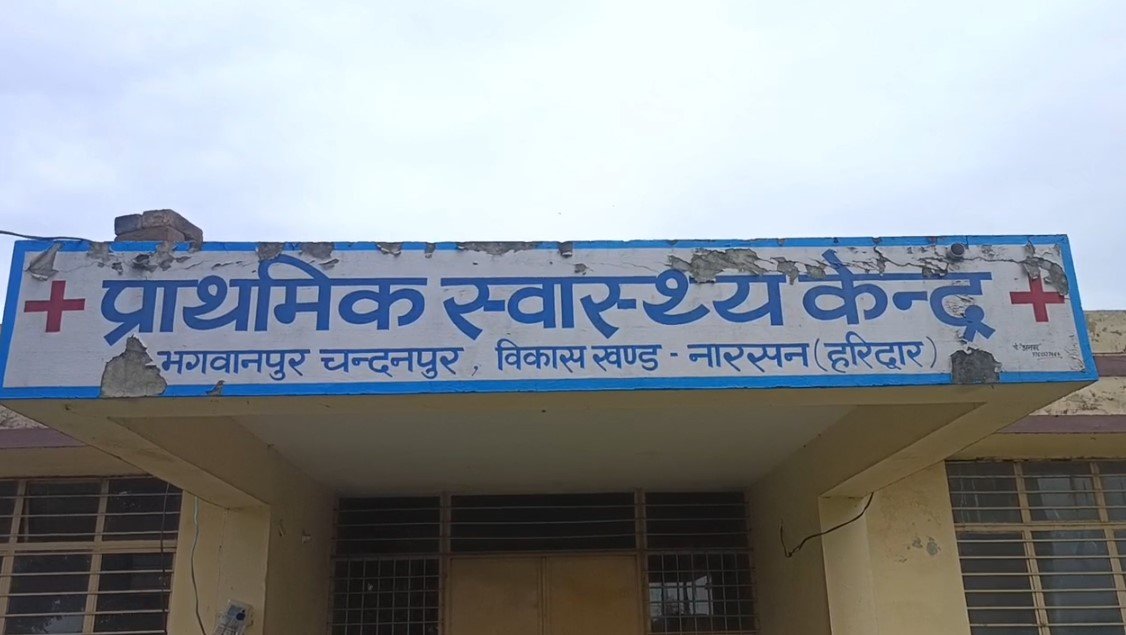 प्राथमिक स्वास्थ्य केन्द्र
भगवानपुर चन्दनपुर , विकास खण्ड - नारसन (हरिद्वार)